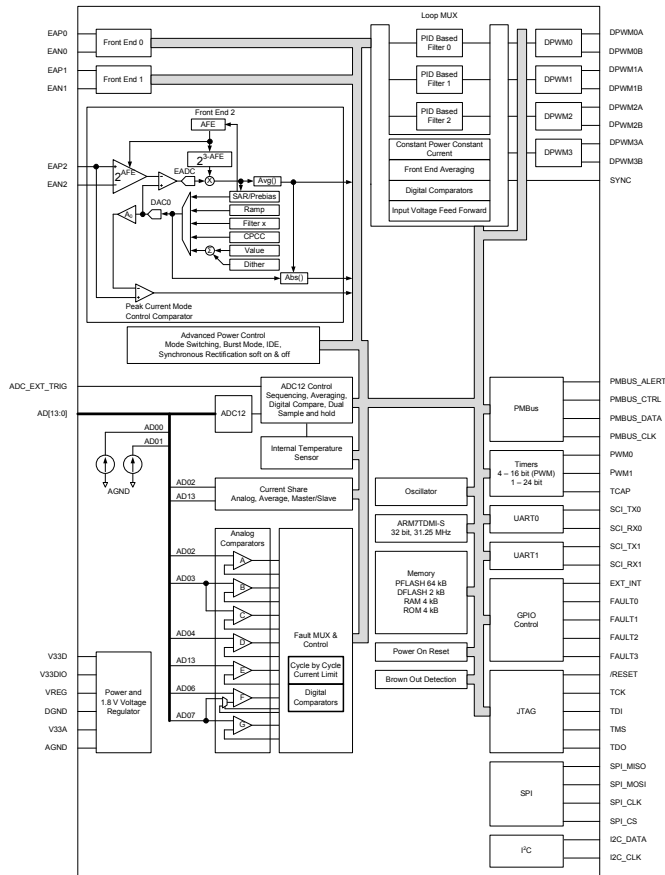 Loop MUX
EAP0
EAN0
Front End 0
EAP1
EAN1
Front End 1
PID Based
Filter 0
PID Based
Filter 1
PID Based
Filter 2
Constant Power Constant
Current
Front End Averaging
Digital Comparators
Input Voltage Feed Forward
DPWM0
DPWM1
DPWM2
DPWM3
DPWM0A
DPWM0B
DPWM1A
DPWM1B
DPWM2A
DPWM2B
DPWM3A
DPWM3B
SYNC
Front End 2
AFE
2^3-AFE
EAP2
EAN2
2^AFE
EADC
X
Avg()
SAR/Prebias
Ramp
Filter x
CPCC
Value
Dither
Σ
DAC0
A0
Abs()
Peak Current Mode
Control Comparator
Advanced Power Control
Mode Switching, Burst Mode, IDE,
Synchronous Rectification soft on & off
ADC_EXT_TRIG
AD[13:0]
ADC12
ADC12 Control
Sequencing, Averaging,
Digital Compare, Dual
Sample and hold
AD00
AD01
AGND
Internal Temperature
Sensor
AD02
AD13
Current Share
Analog, Average, Master/Slave
Analog
Comparators
AD02
AD03
AD04
AD13
AD06
AD07
A
B
C
D
E
F
G
Fault MUX &
Control
Cycle by Cycle
Current Limit
Digital
Comparators
V33D
V33DIO
VREG
DGND
V33A
AGND
Power and
1.8 V Voltage
Regulator
Oscillator
ARM7TDMI-S
32 bit, 31.25 MHz
Memory
PFLASH 64 kB
DFLASH 2 kB
RAM 4 kB
ROM 4 kB
Power On Reset
Brown Out Detection
PMBus
PMBUS_ALERT
PMBUS_CTRL
PMBUS_DATA
PMBUS_CLK
Timers
4 – 16 bit (PWM)
1 – 24 bit
PWM0
PWM1
TCAP
UART0
SCI_TX0
SCI_RX0
UART1
SCI_TX1
SCI_RX1
GPIO
Control
EXT_INT
FAULT0
FAULT1
FAULT2
FAULT3
JTAG
/RESET
TCK
TDI
TMS
TDO
SPI
SPI_MISO
SPI_MOSI
SPI_CLK
SPI_CS
I²C
I2C_DATA
I2C_CLK